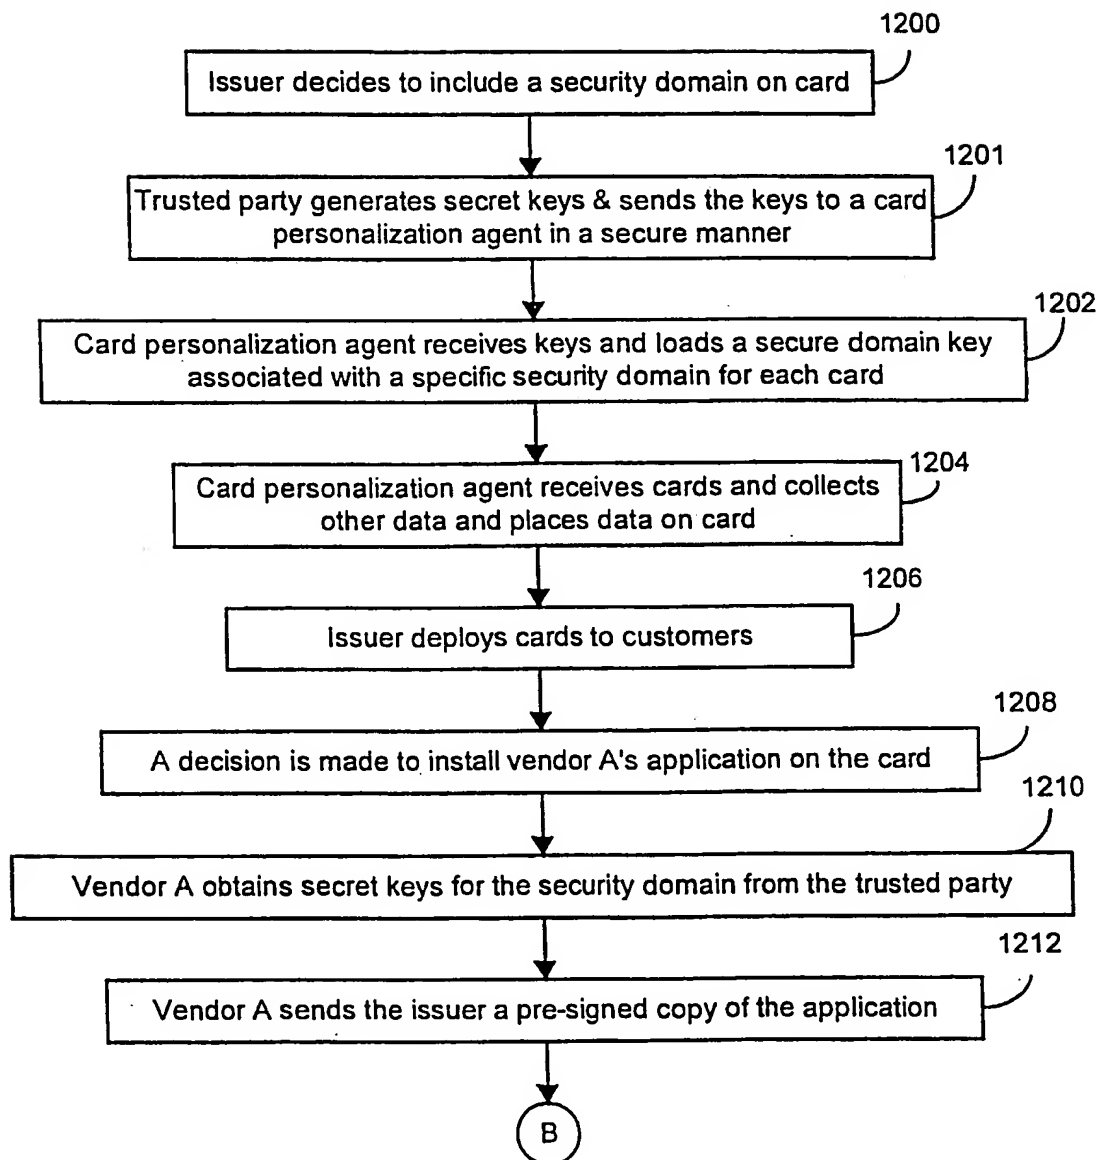 1200
Issuer decides to include a security domain on card
1201
Trusted party generates secret keys & sends the keys to a card
personalization agent in a secure manner
1202
Card personalization agent receives keys and loads a secure domain key
associated with a specific security domain for each card
1204
Card personalization agent receives cards and collects
other data and places data on card
1206
Issuer deploys cards to customers
1208
A decision is made to install vendor A's application on the card
1210
Vendor A obtains secret keys for the security domain from the trusted party
1212
Vendor A sends the issuer a pre-signed copy of the application
B